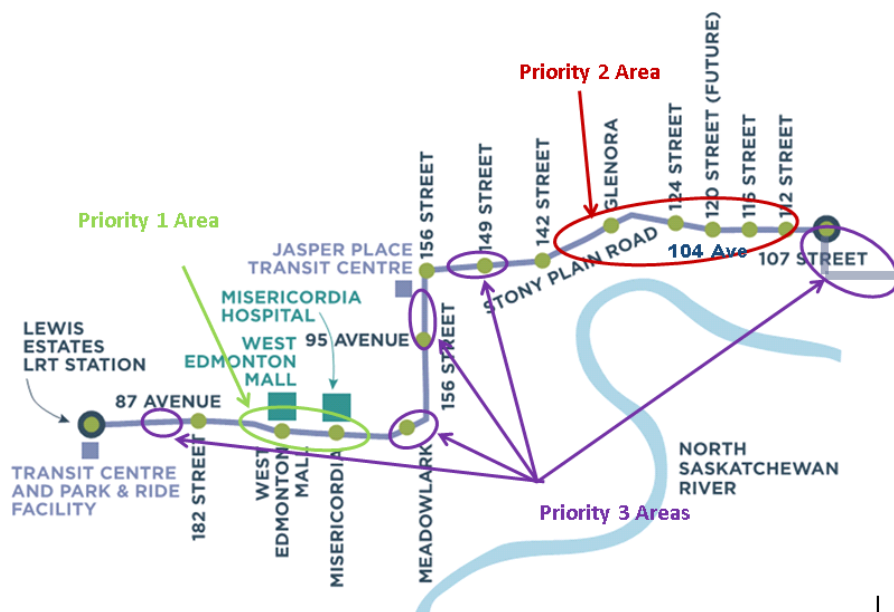 Priority 2 Area
Priority 1 Area
156 STREET
149 STREET
142 STREET
GLENORA
124 STREET
120 STREET (FUTURE)
116 STREET
112 STREET
JASPER PLACE
TRANSIT CENTRE
STONY PLAIN ROAD
104 Ave
107 STREET
MISERICORDIA
HOSPITAL
WEST
EDMONTON
MALL
95 AVENUE
156 STREET
LEWIS
ESTATES
LRT STATION
87 AVENUE
TRANSIT CENTRE
AND PARK & RIDE
FACILITY
182 STREET
WEST
EDMONTON
MALL
MISERICORDIA
MEADOWLARK
NORTH
SASKATCHEWAN
RIVER
Priority 3 Areas